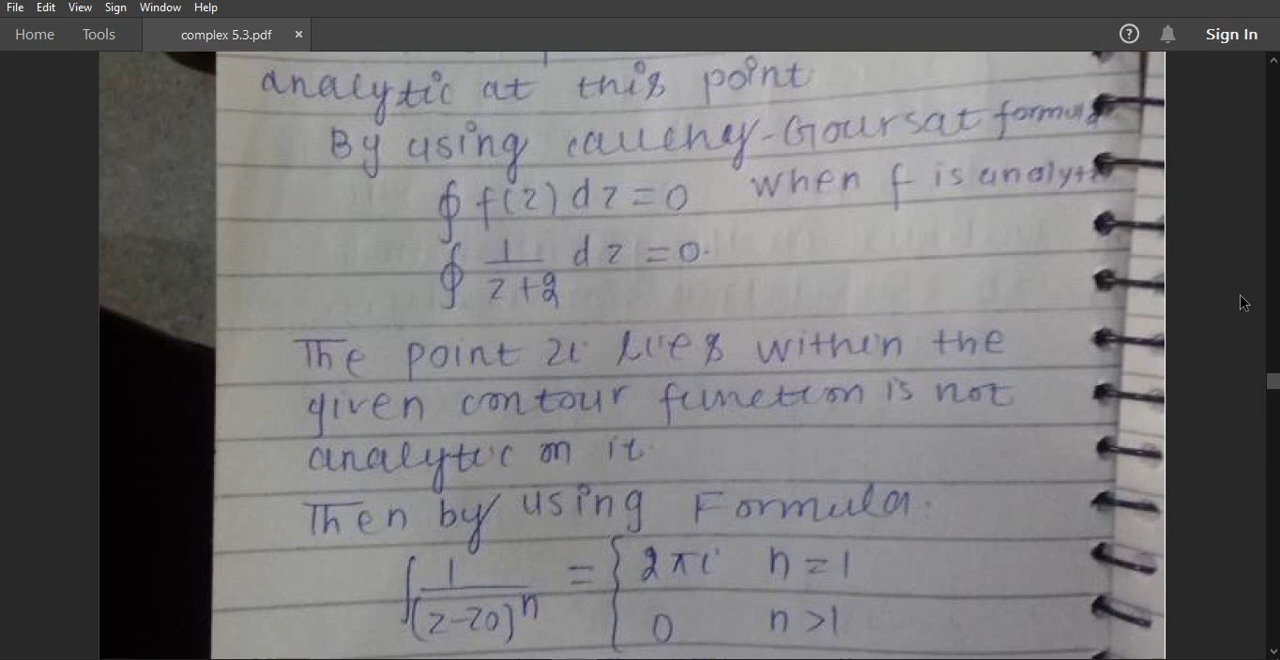 File Edit View Sign Window Help
Home Tools complex 5.3.pdf × ? Sign In
analytic at this point
By using cauchy-Goursat formula
∮ f(z) dz = 0 when f is analyti
∮ 1/(z+2) dz = 0.
The point 2i lies within the
given contour function is not
analytic on it.
Then by using Formula.
∫ 1/(z-z0)^n = { 2πi n = 1
0 n >1